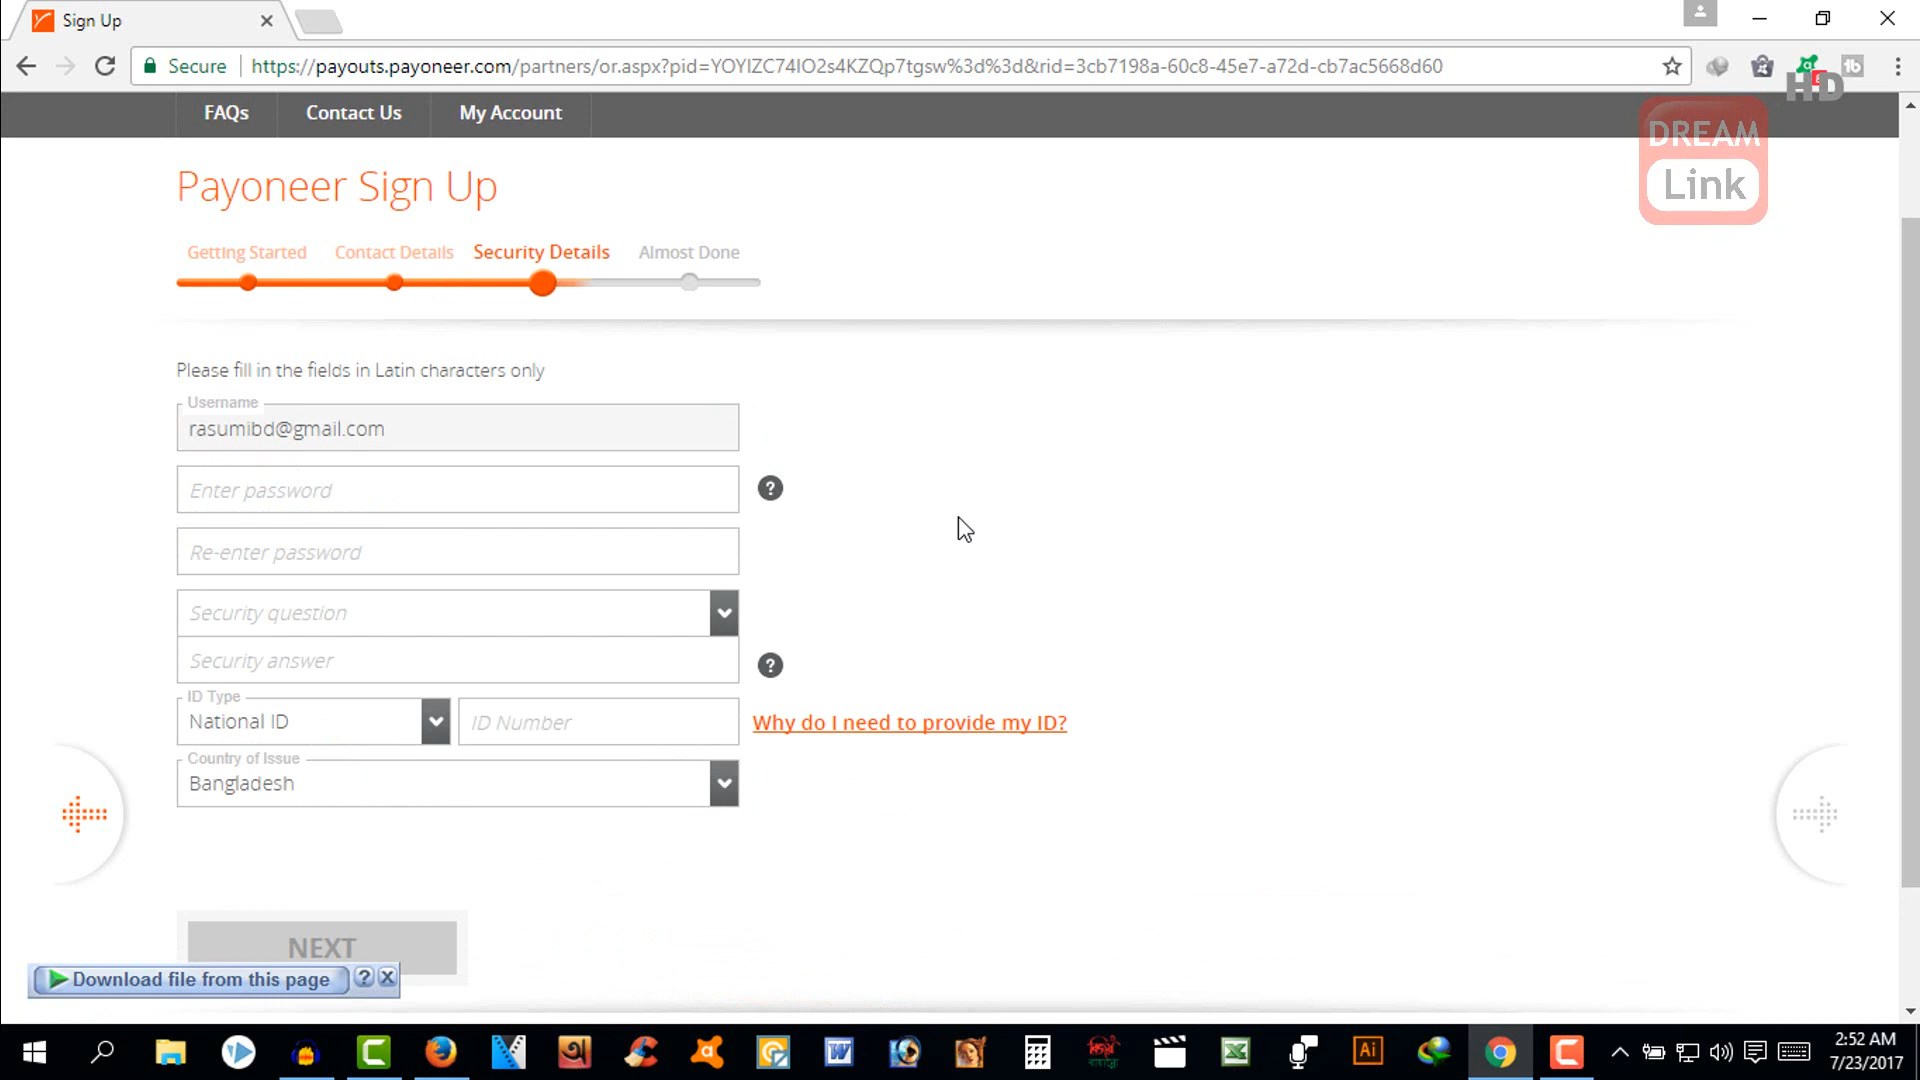 Sign Up
Secure
https://payouts.payoneer.com/partners/or.aspx?pid=YOYIZC74IO2s4KZQp7tgsw%3d%3d&rid=3cb7198a-60c8-45e7-a72d-cb7ac5668d60
HD
FAQs
Contact Us
My Account
DREAM
Link
Payoneer Sign Up
Getting Started
Contact Details
Security Details
Almost Done
Please fill in the fields in Latin characters only
Username
rasumibd@gmail.com
Enter password
?
Re-enter password
Security question
Security answer
?
ID Type
National ID
ID Number
Why do I need to provide my ID?
Country of Issue
Bangladesh
NEXT
Download file from this page
?
2:52 AM
7/23/2017